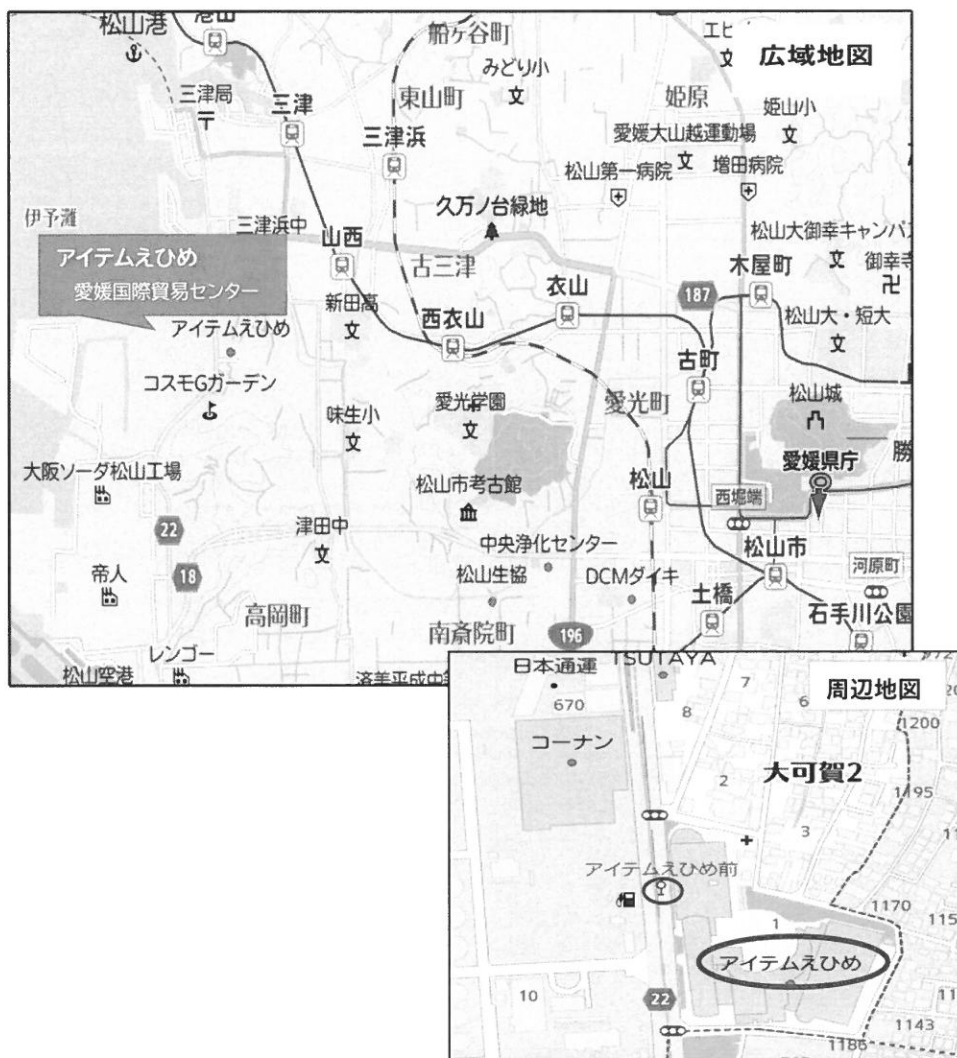 港山
松山港
船ヶ谷町
みどり小
広域地図
三津局
三津
東山町
三津浜
姫原
姫山小
愛媛大山越運動場
松山第一病院
増田病院
伊予灘
三津浜中
久万ノ台緑地
松山大御幸キャンパス
アイテムえひめ
愛媛国際貿易センター
山西
古三津
木屋町
御幸寺
187
衣山
新田高
西衣山
松山大・短大
アイテムえひめ
古町
コスモGガーデン
味生小
愛光学園
愛光町
松山城
愛媛県庁
勝
大阪ソーダ松山工場
松山市考古館
松山
西堀端
22
津田中
中央浄化センター
松山市
18
帝人
松山生協
DCMダイキ
土橋
河原町
高岡町
南斎院町
196
石手川公園
レンゴー
松山空港
済美平成中等
日本通運
TSUTAYA
周辺地図
670
7
6
8
1200
コーナン
大可賀2
2
1195
3
アイテムえひめ前
1170
1
アイテムえひめ
10
22
1143
1186